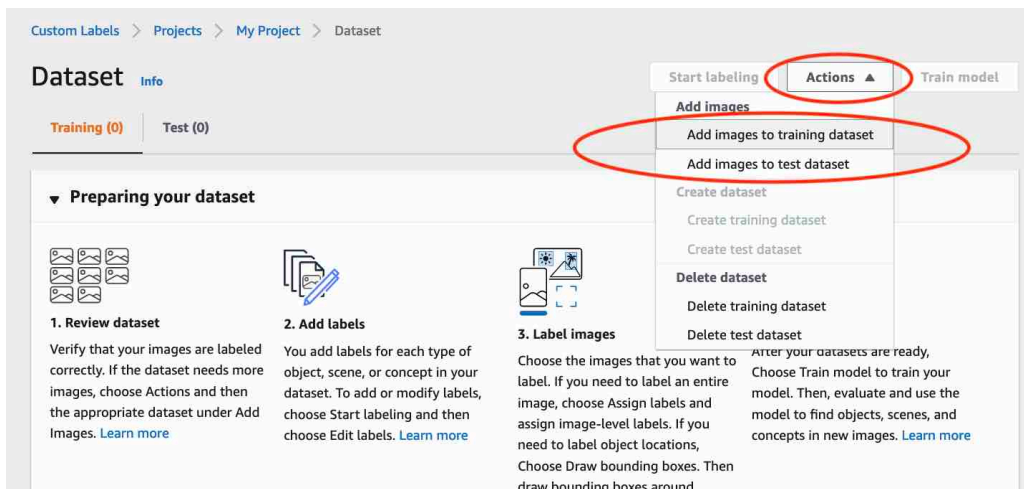 Custom Labels > Projects > My Project > Dataset
Dataset Info
Start labeling Actions ▲ Train model
Training (0) Test (0)
Add images
Add images to training dataset
Add images to test dataset
Create dataset
Create training dataset
Create test dataset
Delete dataset
Delete training dataset
Delete test dataset
▼ Preparing your dataset
1. Review dataset
Verify that your images are labeled
correctly. If the dataset needs more
images, choose Actions and then
the appropriate dataset under Add
Images. Learn more
2. Add labels
You add labels for each type of
object, scene, or concept in your
dataset. To add or modify labels,
choose Start labeling and then
choose Edit labels. Learn more
3. Label images
Choose the images that you want to
label. If you need to label an entire
image, choose Assign labels and
assign image-level labels. If you
need to label object locations,
Choose Draw bounding boxes. Then
draw bounding boxes around
After your datasets are ready,
Choose Train model to train your
model. Then, evaluate and use the
model to find objects, scenes, and
concepts in new images. Learn more